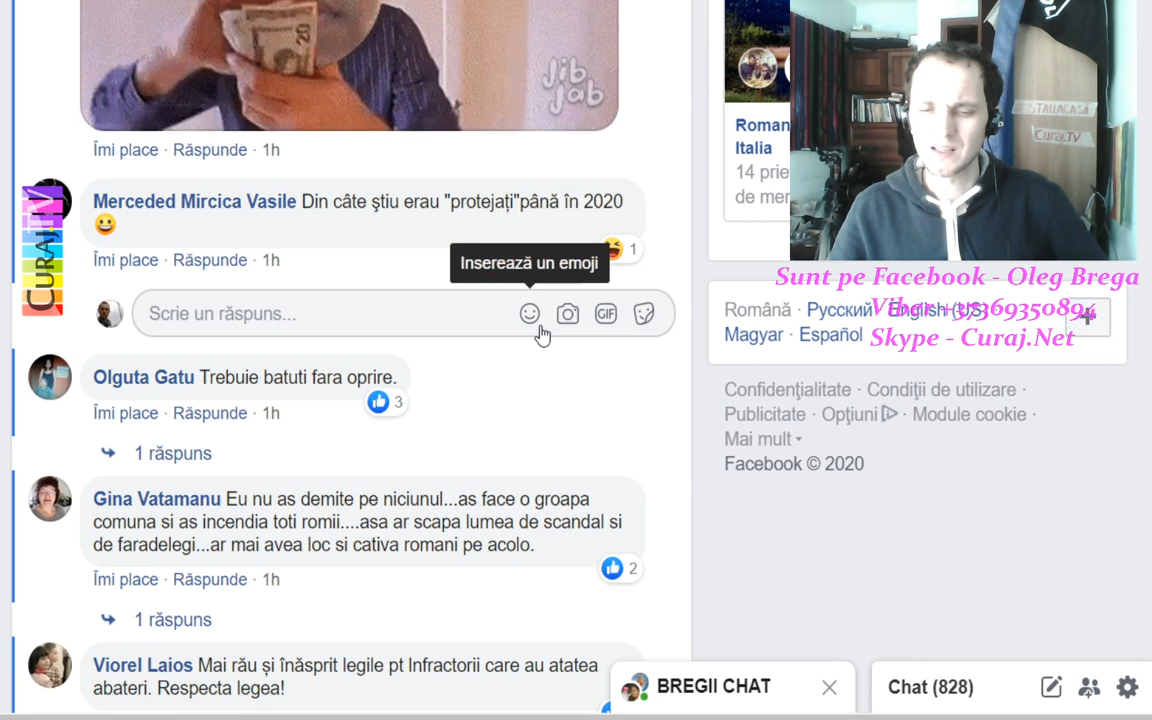 20
Jib
Jab
Îmi place · Răspunde · 1h
Merceded Mircica Vasile Din câte ştiu erau "protejați"până în 2020
1
Îmi place · Răspunde · 1h
Inserează un emoji
Scrie un răspuns...
GIF
Olguta Gatu Trebuie batuti fara oprire.
3
Îmi place · Răspunde · 1h
1 răspuns
Gina Vatamanu Eu nu as demite pe niciunul...as face o groapa
comuna si as incendia toti romii....asa ar scapa lumea de scandal si
de faradelegi...ar mai avea loc si cativa romani pe acolo.
2
Îmi place · Răspunde · 1h
1 răspuns
Viorel Laios Mai rău și înăsprit legile pt Infractorii care au atatea
abateri. Respecta legea!
CURAJ.TV
Roman
Italia
14 prie
de mer
#STAUACASĂ
Curaj.TV
Sunt pe Facebook - Oleg Brega
Skype - Curaj.Net
Română · Русский · English (US) ·
Magyar · Español
Confidenţialitate · Condiţii de utilizare ·
Publicitate · Opţiuni · Module cookie ·
Mai mult
Facebook © 2020
BREGII CHAT
Chat (828)